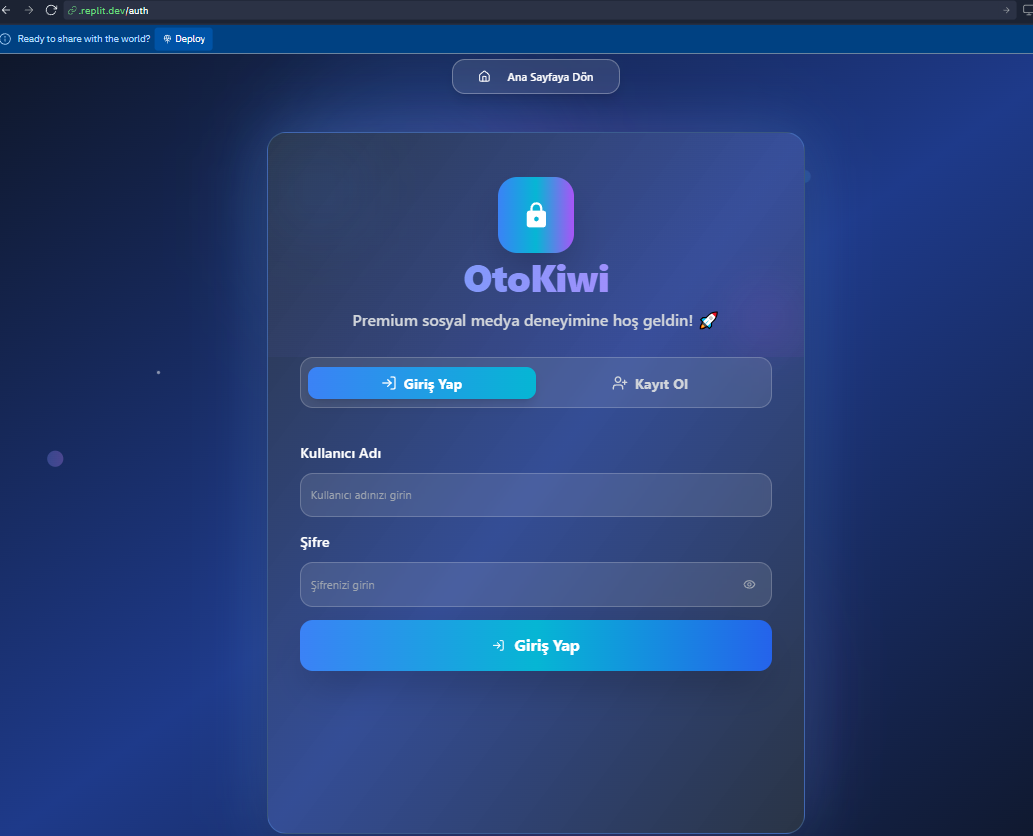 .replit.dev/auth
Ready to share with the world? Deploy
Ana Sayfaya Dön
OtoKiwi
Premium sosyal medya deneyimine hoş geldin! 🚀
Giriş Yap
Kayıt Ol
Kullanıcı Adı
Kullanıcı adınızı girin
Şifre
Şifrenizi girin
Giriş Yap